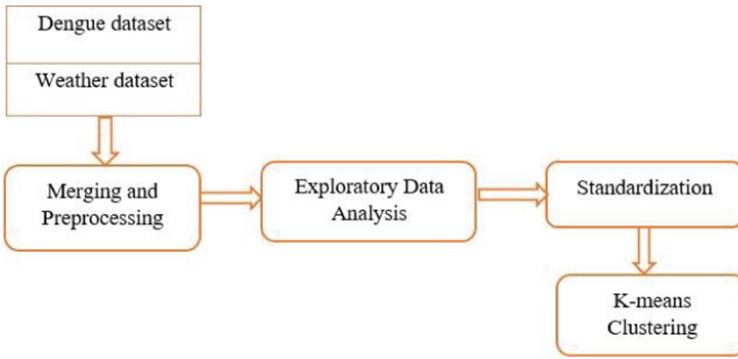 Dengue dataset
Weather dataset
Merging and
Preprocessing
Exploratory Data
Analysis
Standardization
K-means
Clustering